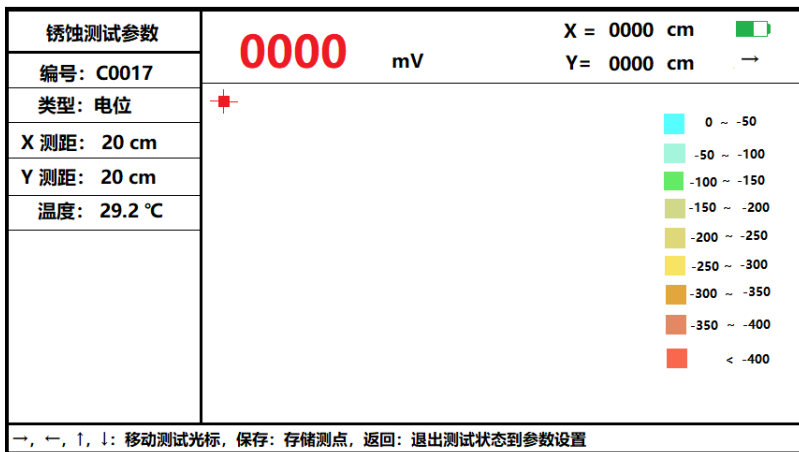 锈蚀测试参数
编号：C0017
类型：电位
X 测距： 20 cm
Y 测距： 20 cm
温度： 29.2 ℃
0000 mV
X = 0000 cm
Y= 0000 cm →
0 ~ -50
-50 ~ -100
-100 ~ -150
-150 ~ -200
-200 ~ -250
-250 ~ -300
-300 ~ -350
-350 ~ -400
< -400
→，←，↑，↓：移动测试光标，保存：存储测点，返回：退出测试状态到参数设置